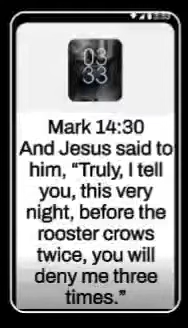 03
33
Mark 14:30
And Jesus said to
him, “Truly, I tell
you, this very
night, before the
rooster crows
twice, you will
deny me three
times.”